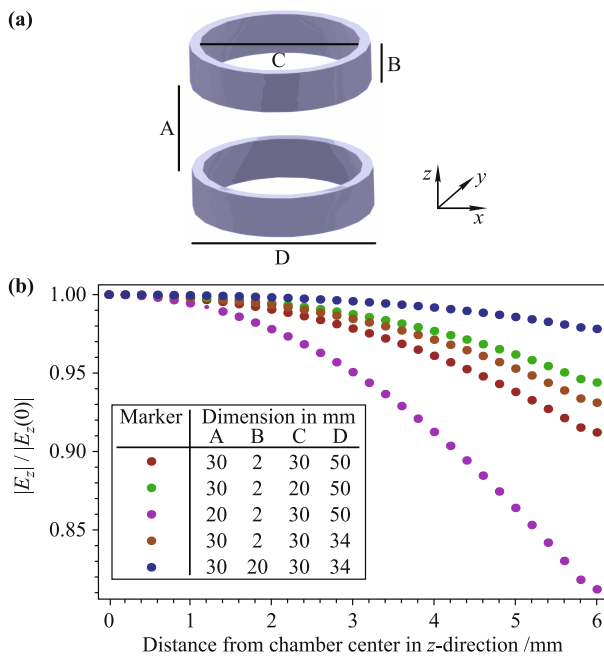 (a)
C
B
A
D
z
y
x
(b)
1.00
0.95
0.90
0.85
|E_z| / |E_z(0)|
Marker Dimension in mm
A B C D
30 2 30 50
30 2 20 50
20 2 30 50
30 2 30 34
30 20 30 34
0 1 2 3 4 5 6
Distance from chamber center in z-direction /mm